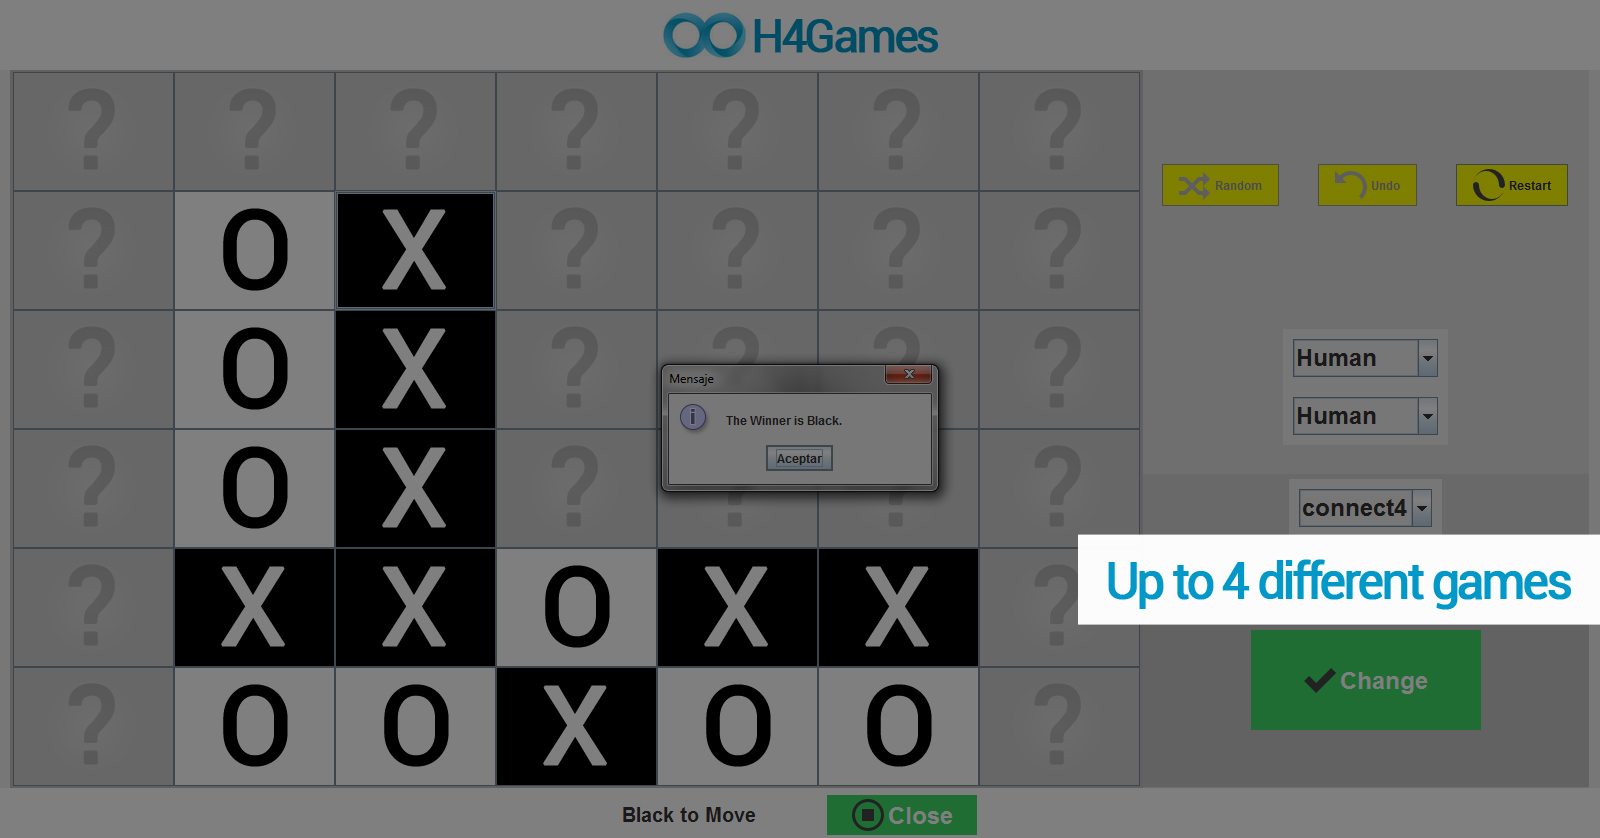 H4Games
? ? ? ? ? ? ?
? O X ? ? ? ?
? O X ? ? ? ?
? O X ? ? ? ?
? X X O X X ?
? O O X O O ?
Random
Undo
Restart
Human
Human
connect4
Mensaje
The Winner is Black.
Aceptar
Up to 4 different games
Change
Black to Move
Close